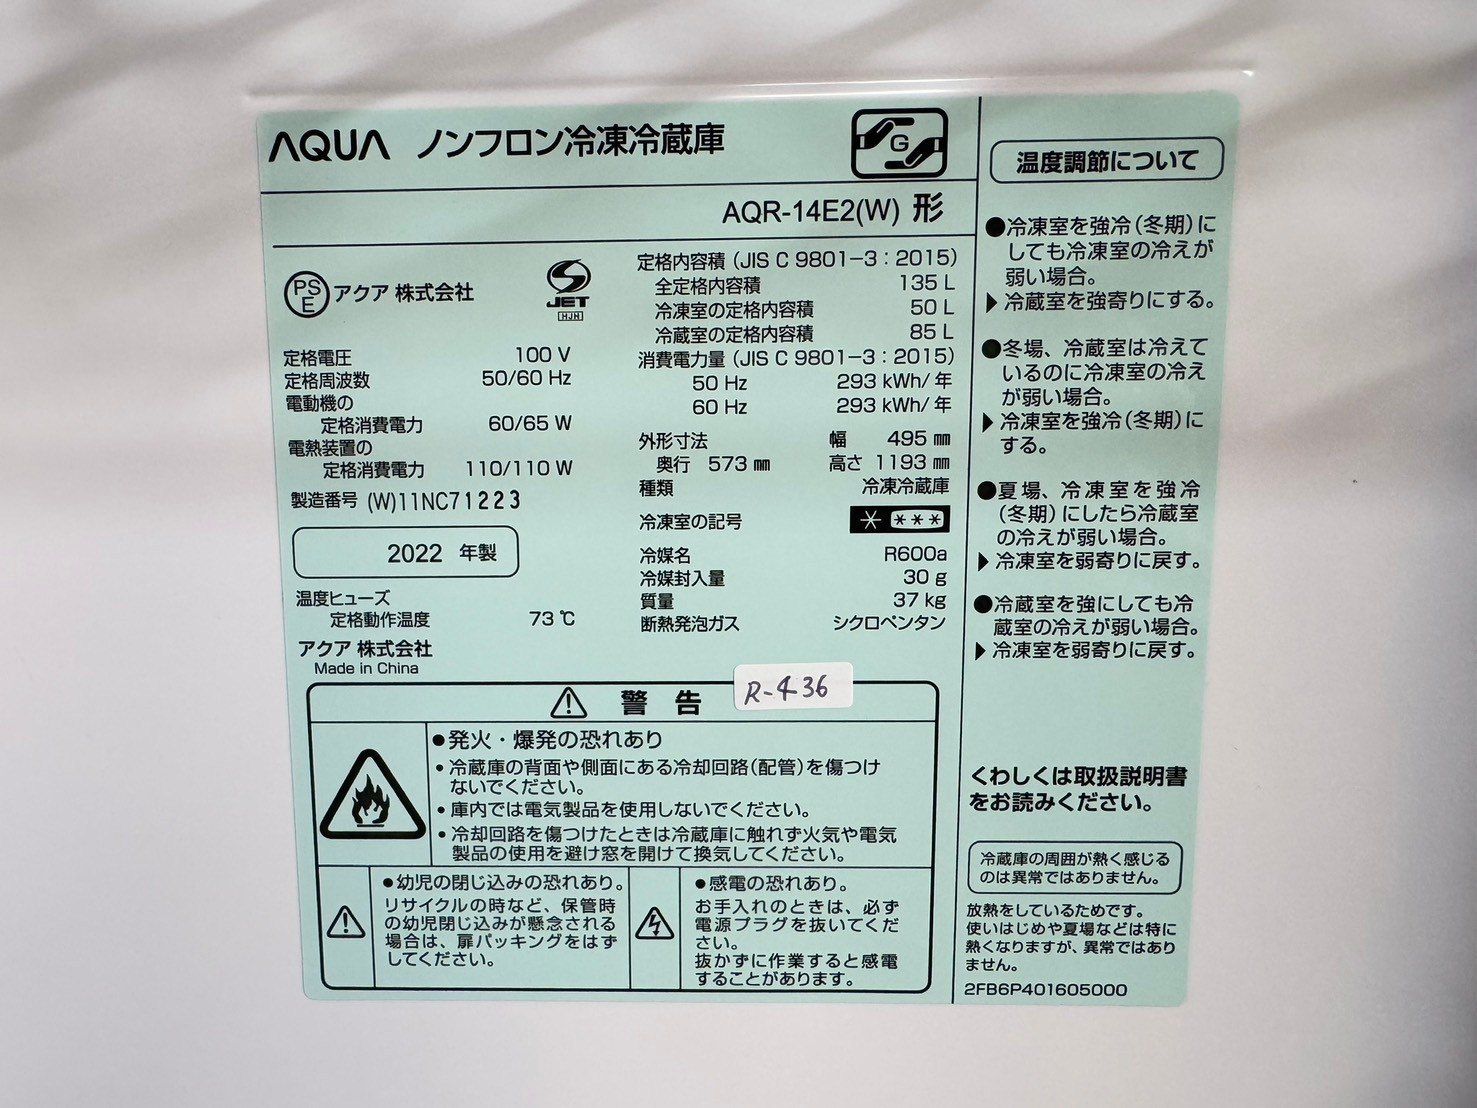 AQUA ノンフロン冷凍冷蔵庫
G
AQR-14E2(W) 形
PS
E
アクア 株式会社
S
JET
HJN
定格電圧 100 V
定格周波数 50/60 Hz
電動機の
定格消費電力 60/65 W
電熱装置の
定格消費電力 110/110 W
製造番号 (W)11NC71223
2022 年製
温度ヒューズ
定格動作温度 73 ℃
アクア 株式会社
Made in China
定格内容積 (JIS C 9801-3：2015)
全定格内容積 135 L
冷凍室の定格内容積 50 L
冷蔵室の定格内容積 85 L
消費電力量 (JIS C 9801-3：2015)
50 Hz 293 kWh/年
60 Hz 293 kWh/年
外形寸法 幅 495 ㎜
奥行 573 ㎜ 高さ 1193 ㎜
種類 冷凍冷蔵庫
冷凍室の記号 * ***
冷媒名 R600a
冷媒封入量 30 g
質量 37 kg
断熱発泡ガス シクロペンタン
R-436
警告
●発火・爆発の恐れあり
•冷蔵庫の背面や側面にある冷却回路(配管)を傷つけ
ないでください。
•庫内では電気製品を使用しないでください。
•冷却回路を傷つけたときは冷蔵庫に触れず火気や電気
製品の使用を避け窓を開けて換気してください。
●幼児の閉じ込みの恐れあり。
リサイクルの時など、保管時
の幼児閉じ込みが懸念される
場合は、扉パッキングをはず
してください。
●感電の恐れあり。
お手入れのときは、必ず
電源プラグを抜いてくだ
さい。
抜かずに作業すると感電
することがあります。
温度調節について
●冷凍室を強冷(冬期)に
しても冷凍室の冷えが
弱い場合。
▶冷蔵室を強寄りにする。
●冬場、冷蔵室は冷えて
いるのに冷凍室の冷え
が弱い場合。
▶冷凍室を強冷(冬期)に
する。
●夏場、冷凍室を強冷
(冬期)にしたら冷蔵室
の冷えが弱い場合。
▶冷凍室を弱寄りに戻す。
●冷蔵室を強にしても冷
蔵室の冷えが弱い場合。
▶冷凍室を弱寄りに戻す。
くわしくは取扱説明書
をお読みください。
冷蔵庫の周囲が熱く感じる
のは異常ではありません。
放熱をしているためです。
使いはじめや夏場などは特に
熱くなりますが、異常ではあり
ません。
2FB6P401605000